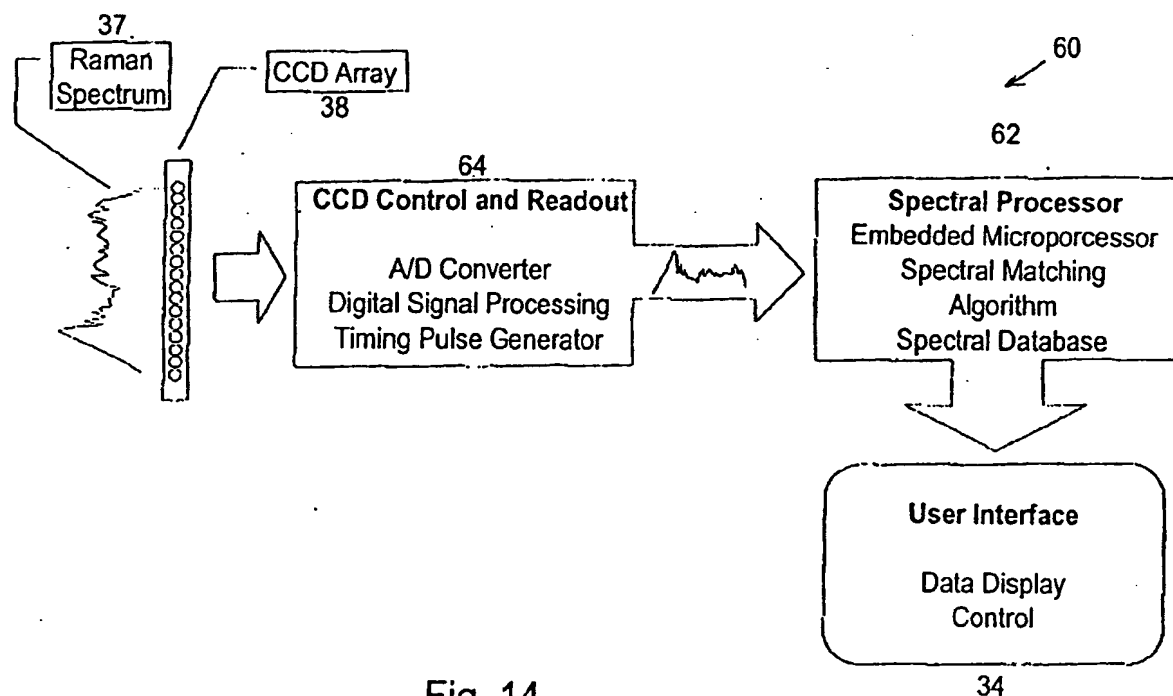 37
Raman
Spectrum
CCD Array
38
60
62
64
CCD Control and Readout
A/D Converter
Digital Signal Processing
Timing Pulse Generator
Spectral Processor
Embedded Microporcessor
Spectral Matching
Algorithm
Spectral Database
User Interface
Data Display
Control
34
Fig. 14